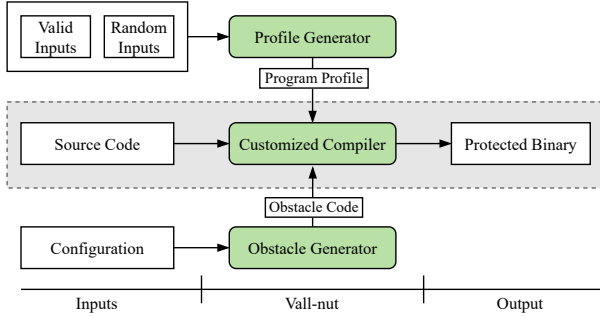 Valid
Inputs
Random
Inputs
Profile Generator
Program Profile
Source Code
Customized Compiler
Protected Binary
Obstacle Code
Configuration
Obstacle Generator
Inputs
Vall-nut
Output